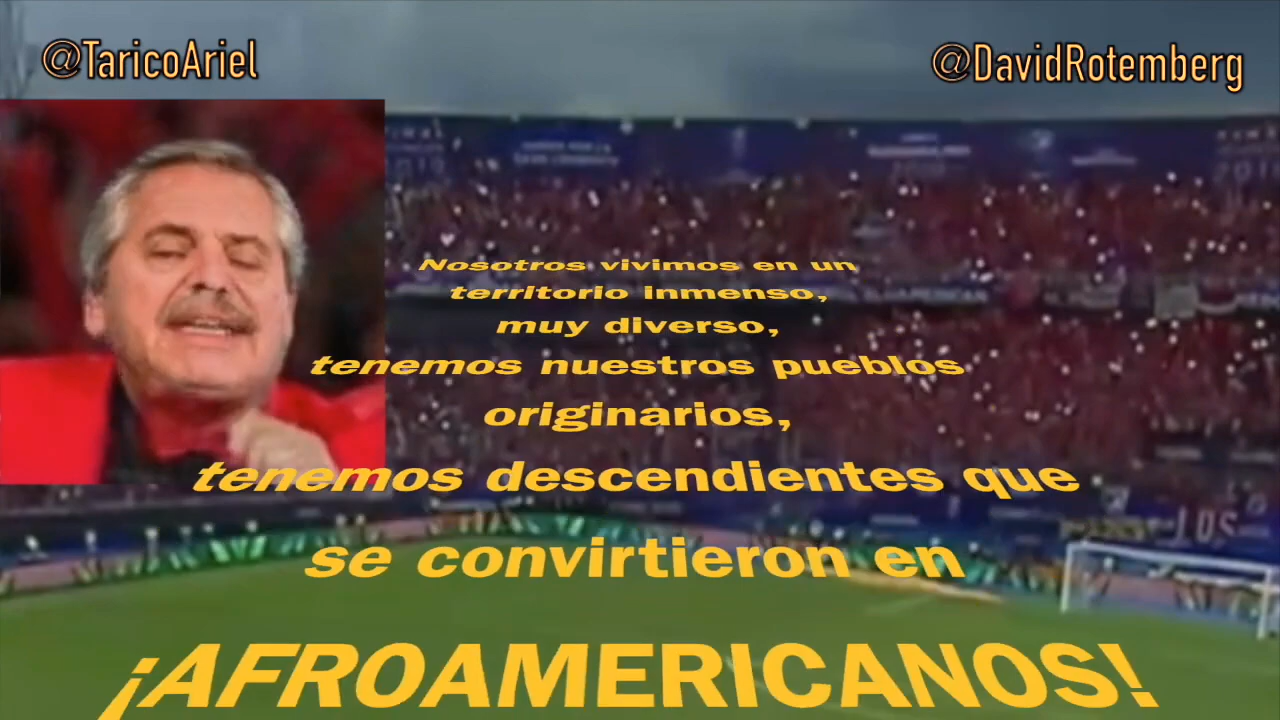 @TaricoAriel
@DavidRotemberg
Nosotros vivimos en un
territorio inmenso,
muy diverso,
tenemos nuestros pueblos
originarios,
tenemos descendientes que
se convirtieron en
¡AFROAMERICANOS!
LOS